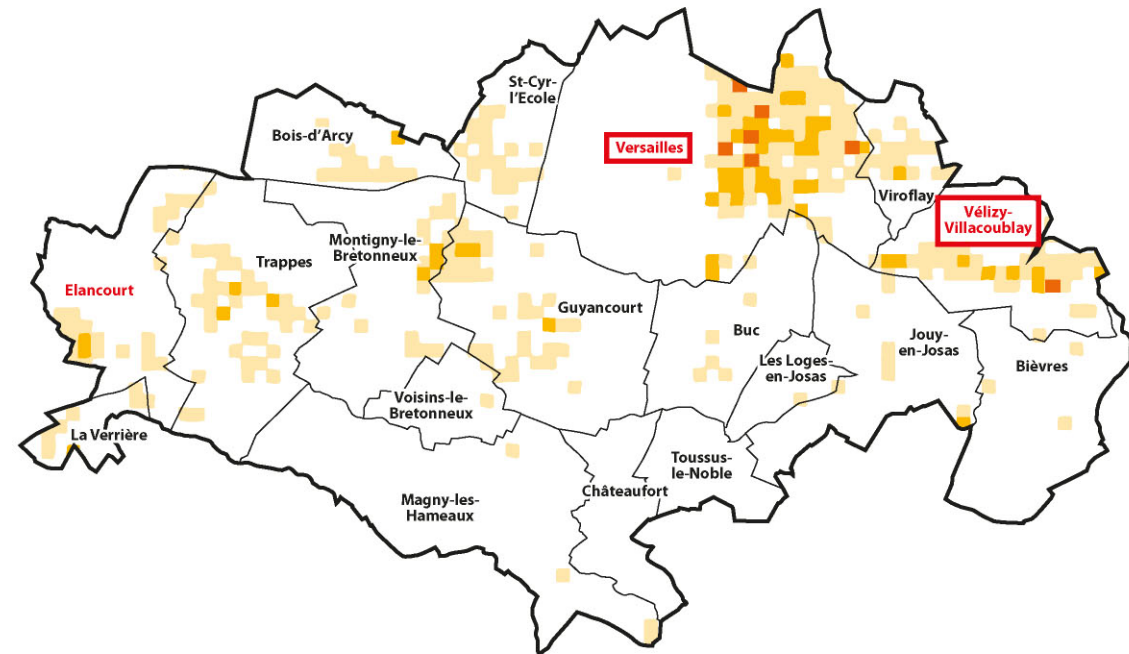 St-Cyr-
l'Ecole
Bois-d'Arcy
Versailles
Viroflay
Vélizy-
Villacoublay
Montigny-le-
Bretonneux
Trappes
Elancourt
Guyancourt
Buc
Jouy-
en-Josas
Les Loges-
en-Josas
Bièvres
Voisins-le-
Bretonneux
La Verrière
Toussus-
le-Noble
Châteaufort
Magny-les-
Hameaux